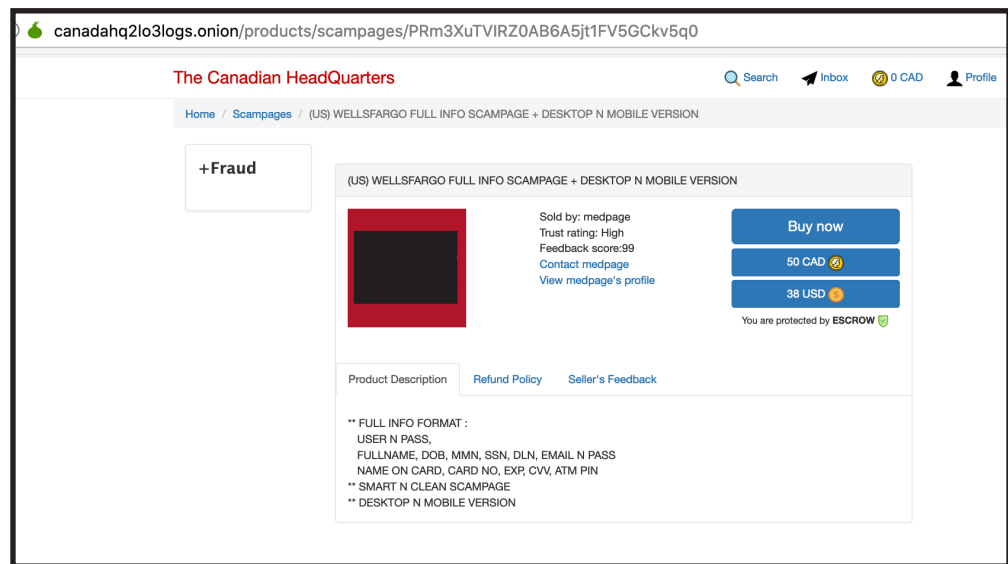 canadahq2lo3logs.onion/products/scampages/PRm3XuTVIRZ0AB6A5jt1FV5GCkv5q0
The Canadian HeadQuarters
Search Inbox 0 CAD Profile
Home / Scampages / (US) WELLSFARGO FULL INFO SCAMPAGE + DESKTOP N MOBILE VERSION
+Fraud
(US) WELLSFARGO FULL INFO SCAMPAGE + DESKTOP N MOBILE VERSION
Sold by: medpage
Trust rating: High
Feedback score:99
Contact medpage
View medpage's profile
Buy now
50 CAD
38 USD
You are protected by ESCROW
Product Description Refund Policy Seller's Feedback
** FULL INFO FORMAT :
USER N PASS,
FULLNAME, DOB, MMN, SSN, DLN, EMAIL N PASS
NAME ON CARD, CARD NO, EXP, CVV, ATM PIN
** SMART N CLEAN SCAMPAGE
** DESKTOP N MOBILE VERSION